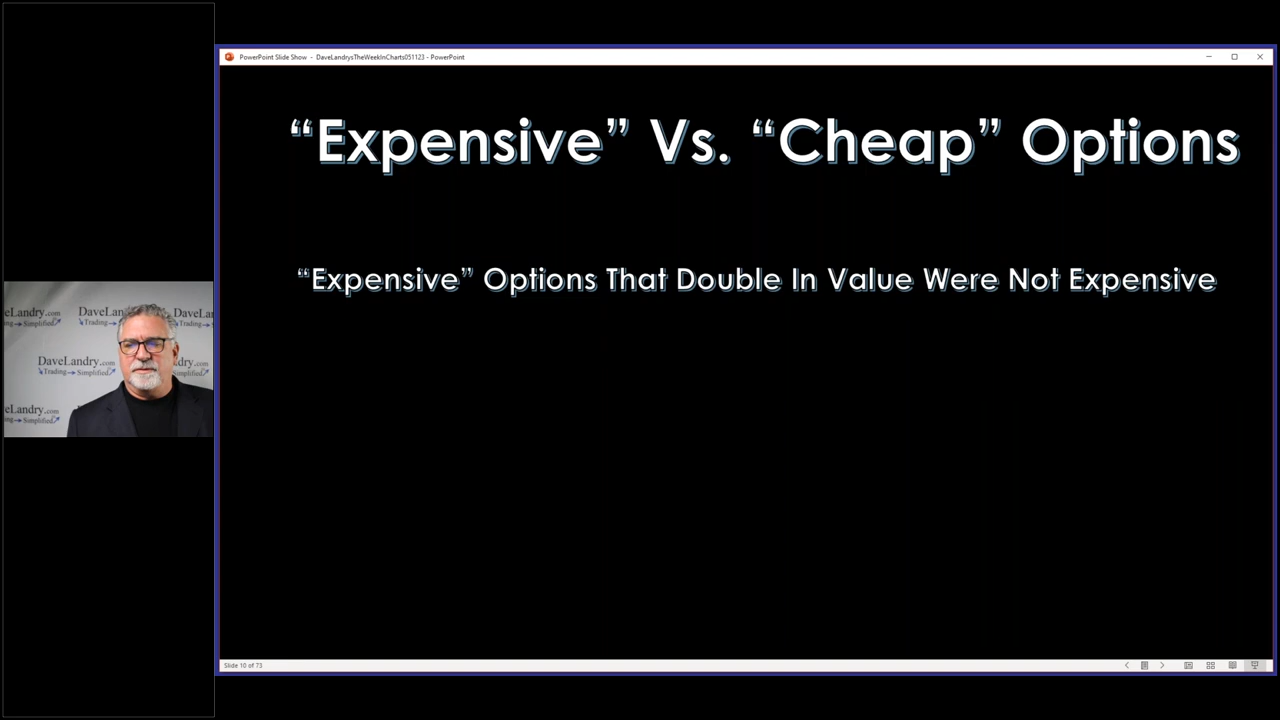 PowerPoint Slide Show - DaveLandrysTheWeekInCharts051123 - PowerPoint
“Expensive” Vs. “Cheap” Options
“Expensive” Options That Double In Value Were Not Expensive
DaveLandry.com
Trading Simplified
Slide 10 of 73